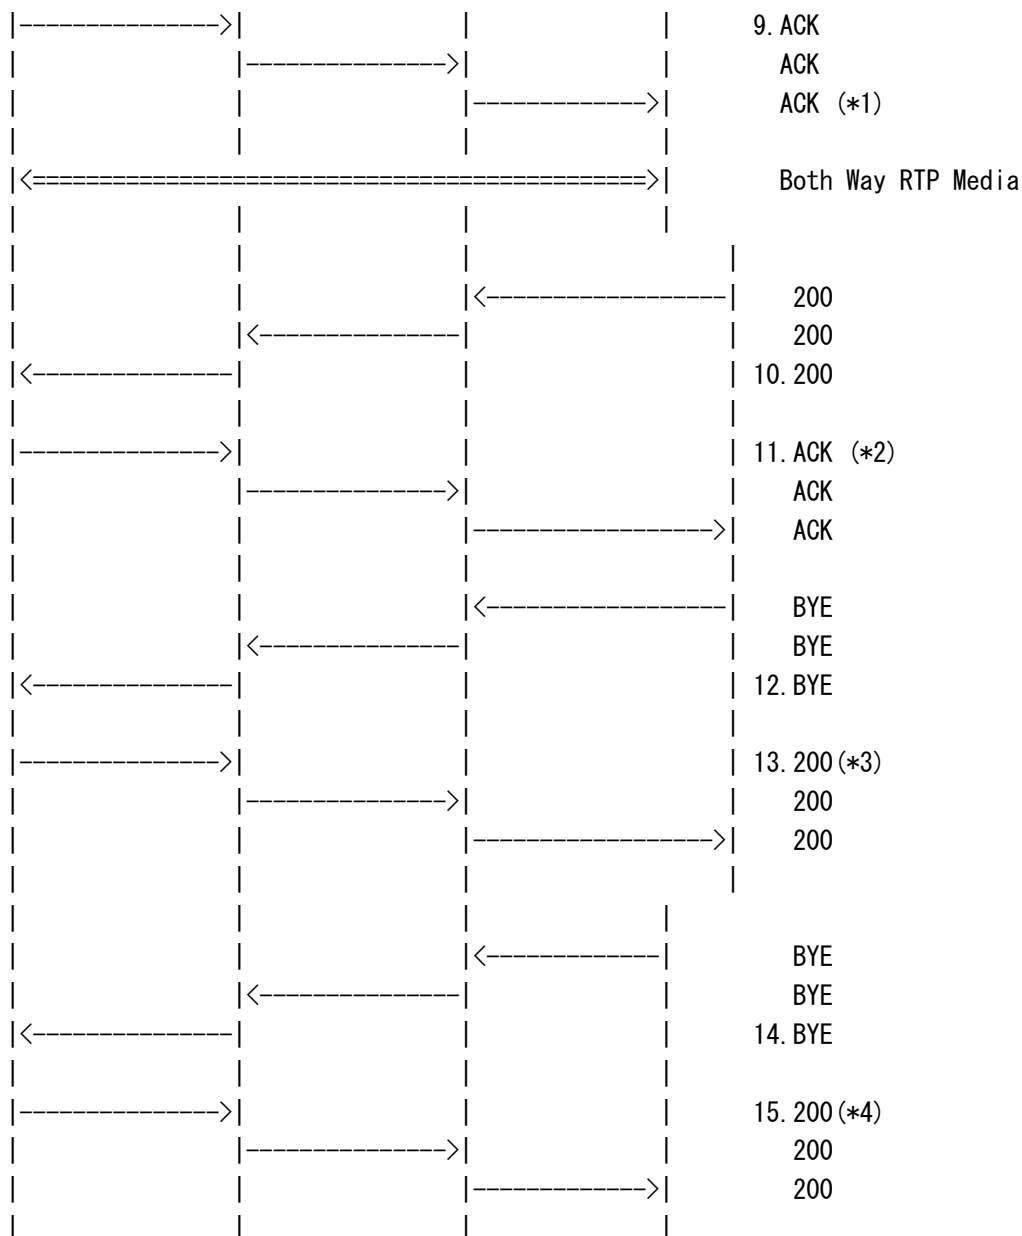 |--------------->|                |              |      9.ACK
|                |--------------->|              |        ACK
|                |                |------------->|        ACK (*1)
|                |                |              |
|<==============================================>|        Both Way RTP Media
|                |                |              |
|                |                |                   |
|                |                |<------------------|    200
|                |<---------------|                   |    200
|<---------------|                |                   | 10.200
|                |                |                   |
|--------------->|                |                   | 11.ACK (*2)
|                |--------------->|                   |    ACK
|                |                |------------------>|    ACK
|                |                |                   |
|                |                |<------------------|    BYE
|                |<---------------|                   |    BYE
|<---------------|                |                   | 12.BYE
|                |                |                   |
|--------------->|                |                   | 13.200(*3)
|                |--------------->|                   |    200
|                |                |------------------>|    200
|                |                |                   |
|                |                |              |
|                |                |<-------------|         BYE
|                |<---------------|              |         BYE
|<---------------|                |              |      14.BYE
|                |                |              |
|--------------->|                |              |      15.200(*4)
|                |--------------->|              |         200
|                |                |------------->|         200
|                |                |              |